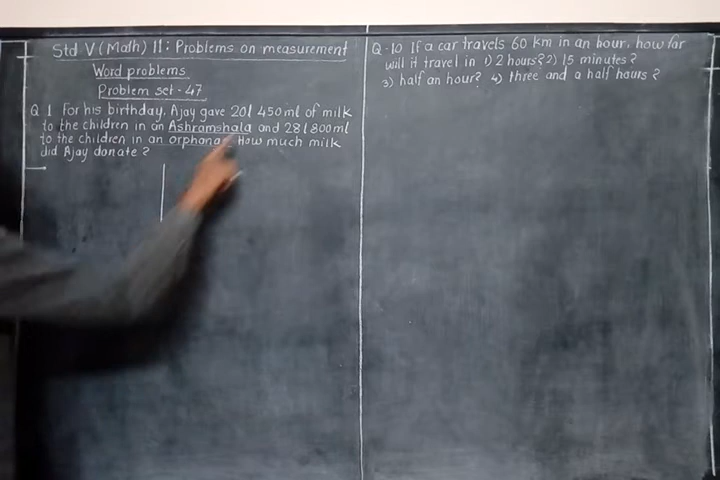 Std V (Math) 11: Problems on measurement
Word problems
Problem set - 47
Q 1 For his birthday, Ajay gave 20l 450 ml of milk
to the children in an Ashramshala and 28l 800 ml
to the children in an orphanage. How much milk
did Ajay donate ?
Q-10 If a car travels 60 km in an hour, how far
will it travel in 1) 2 hours? 2) 15 minutes ?
3) half an hour? 4) three and a half hours ?